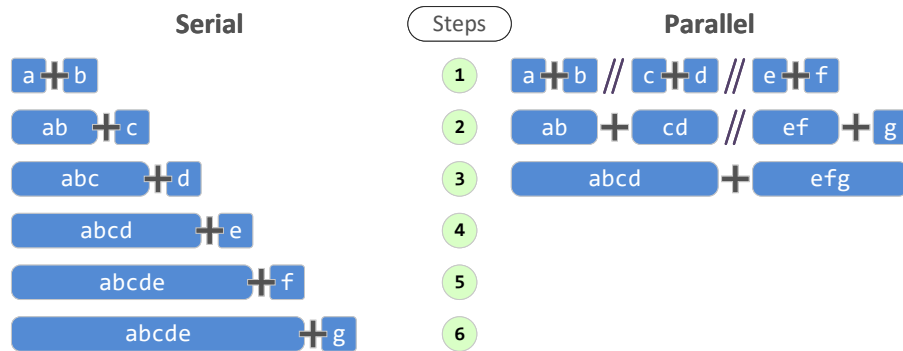 Serial Steps Parallel
a + b 1 a + b // c + d // e + f
ab + c 2 ab + cd // ef + g
abc + d 3 abcd + efg
abcd + e 4
abcde + f 5
abcde + g 6